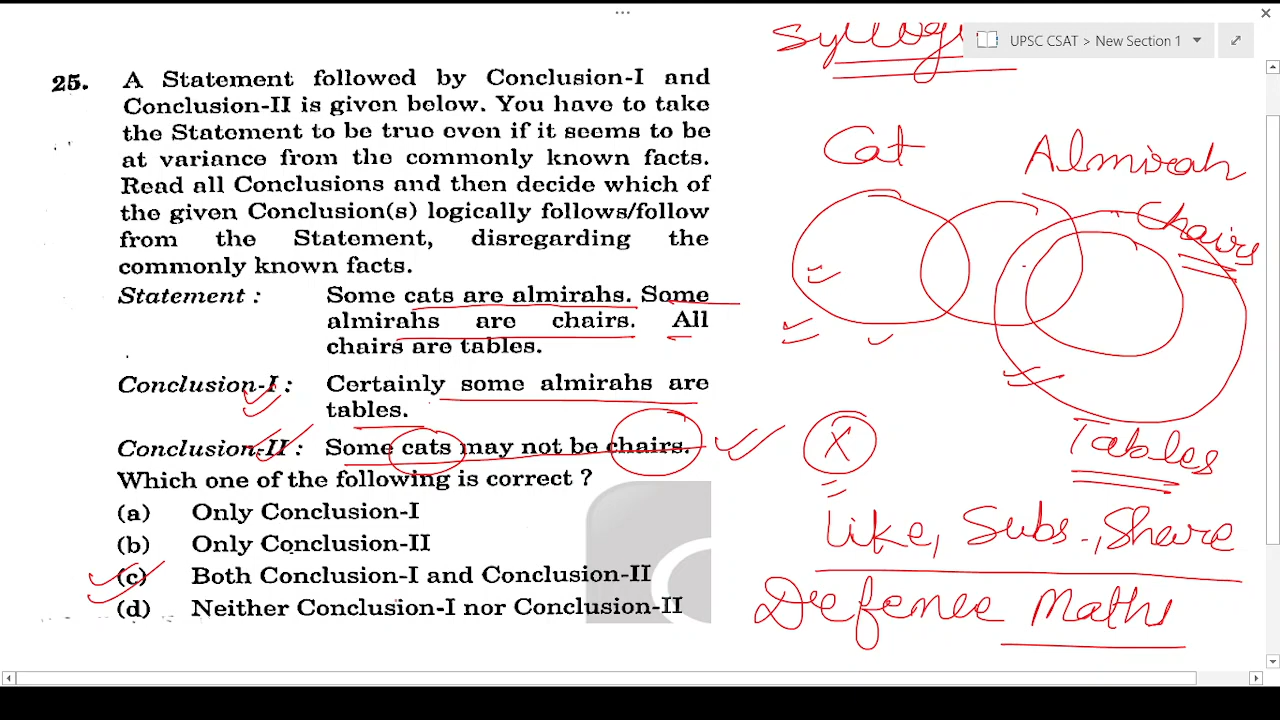 Syllogi
UPSC CSAT > New Section 1
25. A Statement followed by Conclusion-I and
Conclusion-II is given below. You have to take
the Statement to be true even if it seems to be
at variance from the commonly known facts.
Read all Conclusions and then decide which of
the given Conclusion(s) logically follows/follow
from the Statement, disregarding the
commonly known facts.
Statement : Some cats are almirahs. Some
almirahs are chairs. All
chairs are tables.
Conclusion-I : Certainly some almirahs are
tables.
Conclusion-II : Some cats may not be chairs.
Which one of the following is correct ?
(a) Only Conclusion-I
(b) Only Conclusion-II
(c) Both Conclusion-I and Conclusion-II
(d) Neither Conclusion-I nor Conclusion-II
Cat
Almirah
Chairs
X
Tables
Like, Subs., Share
Defence Maths